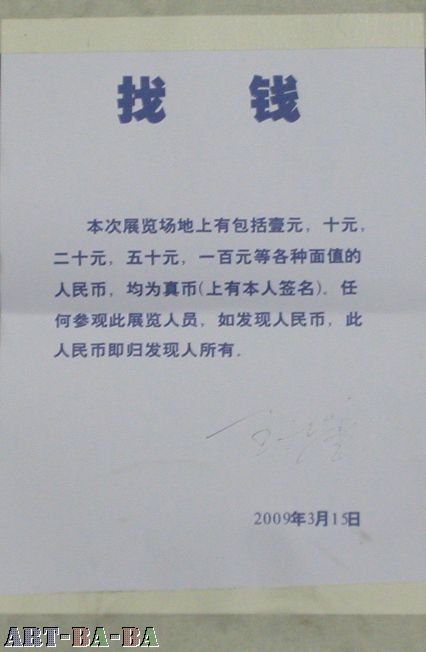 找 钱
本次展览场地上有包括壹元，十元，
二十元，五十元，一百元等各种面值的
人民币，均为真币(上有本人签名)．任
何参观此展览人员，如发现人民币，此
人民币即归发现人所有．
2009年3月15日
ART-BA-BA